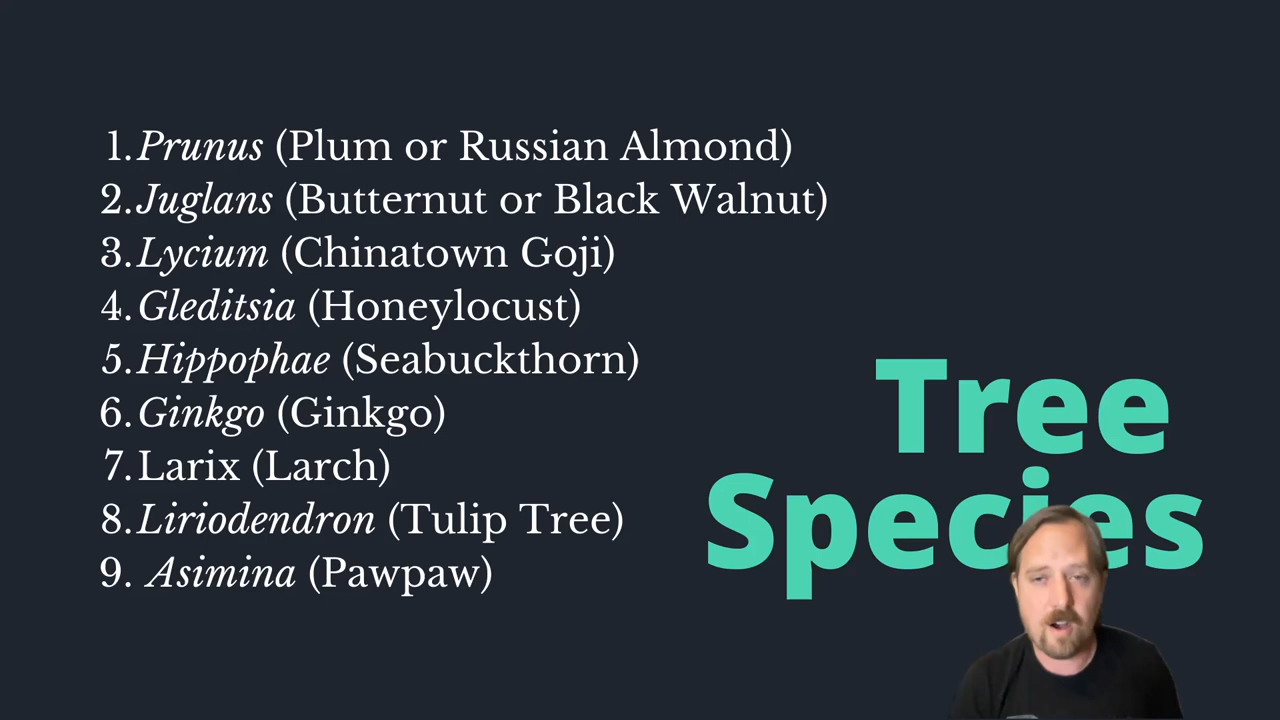 1. Prunus (Plum or Russian Almond)
2. Juglans (Butternut or Black Walnut)
3. Lycium (Chinatown Goji)
4. Gleditsia (Honeylocust)
5. Hippophae (Seabuckthorn)
6. Ginkgo (Ginkgo)
7. Larix (Larch)
8. Liriodendron (Tulip Tree)
9. Asimina (Pawpaw)
Tree
Species